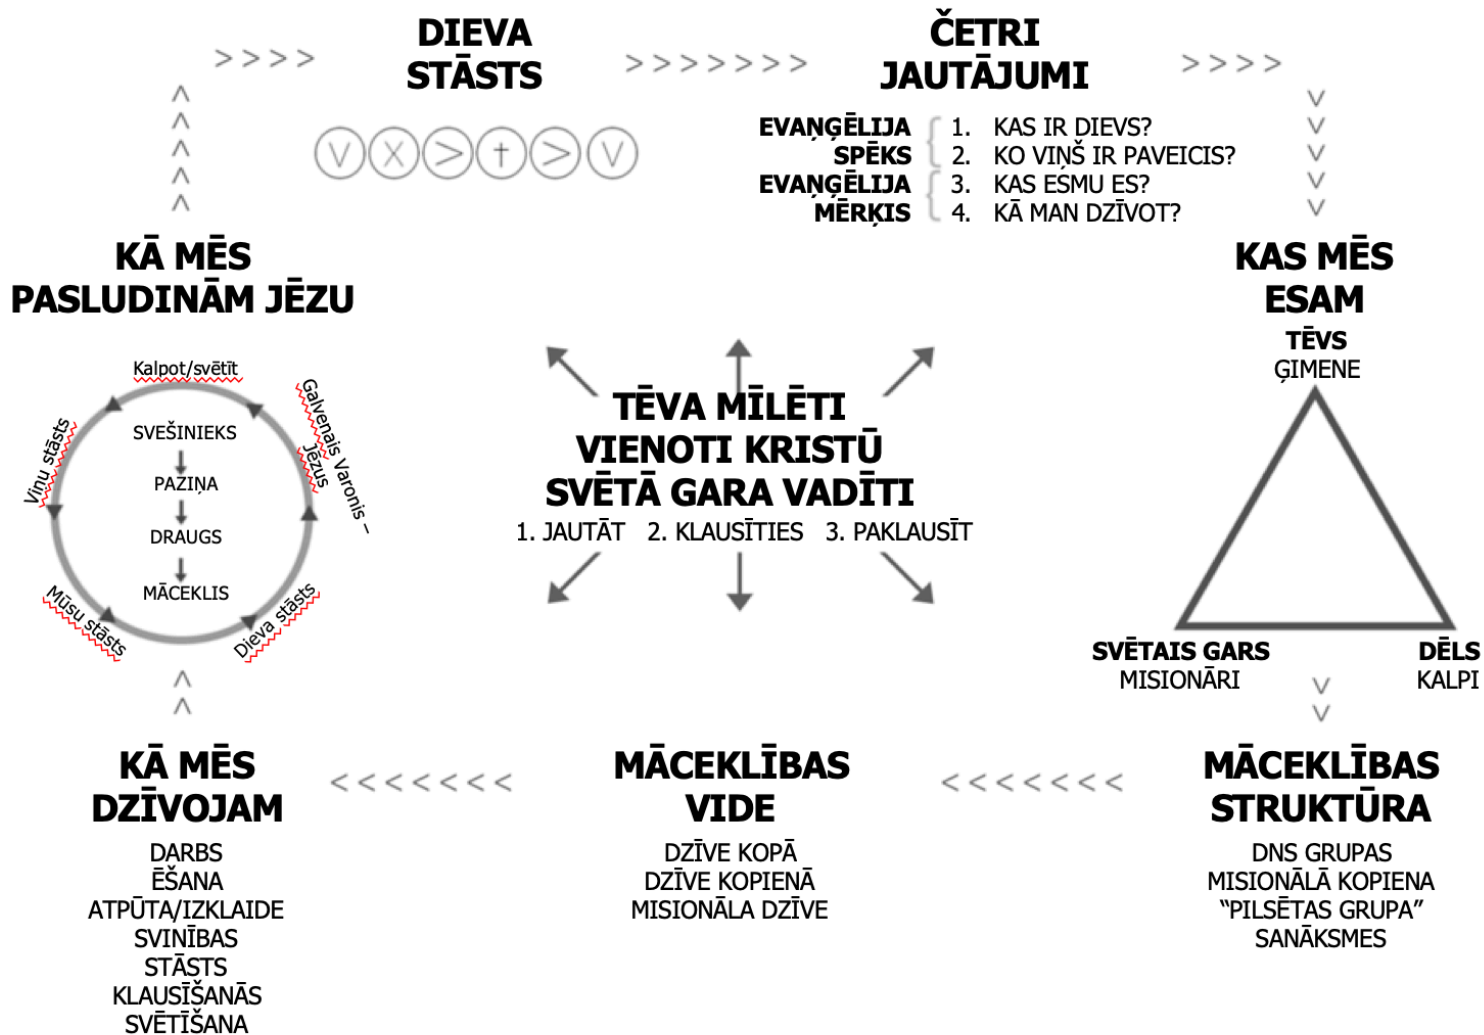 DIEVA
STĀSTS
> > > >
> > > > > > >
ČETRI
JAUTĀJUMI
> > > >
V X > † > V
EVAŅĢĒLIJA
SPĒKS
1. KAS IR DIEVS?
2. KO VIŅŠ IR PAVEICIS?
EVAŅĢĒLIJA
MĒRĶIS
3. KAS ESMU ES?
4. KĀ MAN DZĪVOT?
KAS MĒS
ESAM
TĒVS
ĢIMENE
SVĒTAIS GARS
MISIONĀRI
DĒLS
KALPI
TĒVA MĪLĒTI
VIENOTI KRISTŪ
SVĒTĀ GARA VADĪTI
1. JAUTĀT 2. KLAUSĪTIES 3. PAKLAUSĪT
KĀ MĒS
PASLUDINĀM JĒZU
Kalpot/svētīt
Viņu stāsts
Mūsu stāsts
Dieva stāsts
Galvenais Varonis –
Jēzus
SVEŠINIEKS
PAZIŅA
DRAUGS
MĀCEKLIS
MĀCEKLĪBAS
STRUKTŪRA
DNS GRUPAS
MISIONĀLĀ KOPIENA
“PILSĒTAS GRUPA”
SANĀKSMES
< < < < < < <
MĀCEKLĪBAS
VIDE
DZĪVE KOPĀ
DZĪVE KOPIENĀ
MISIONĀLA DZĪVE
< < < < < < <
KĀ MĒS
DZĪVOJAM
DARBS
ĒŠANA
ATPŪTA/IZKLAIDE
SVINĪBAS
STĀSTS
KLAUSĪŠANĀS
SVĒTĪŠANA